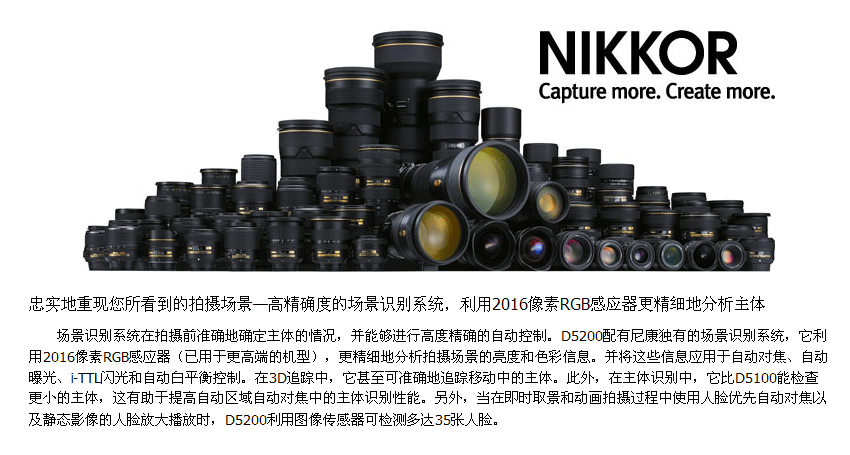 NIKKOR
Capture more. Create more.
忠实地重现您所看到的拍摄场景—高精确度的场景识别系统，利用2016像素RGB感应器更精细地分析主体
场景识别系统在拍摄前准确地确定主体的情况，并能够进行高度精确的自动控制。D5200配有尼康独有的场景识别系统，它利
用2016像素RGB感应器（已用于更高端的机型），更精细地分析拍摄场景的亮度和色彩信息。并将这些信息应用于自动对焦、自动
曝光、i-TTL闪光和自动白平衡控制。在3D追踪中，它甚至可准确地追踪移动中的主体。此外，在主体识别中，它比D5100能检查
更小的主体，这有助于提高自动区域自动对焦中的主体识别性能。另外，当在即时取景和动画拍摄过程中使用人脸优先自动对焦以
及静态影像的人脸放大播放时，D5200利用图像传感器可检测多达35张人脸。